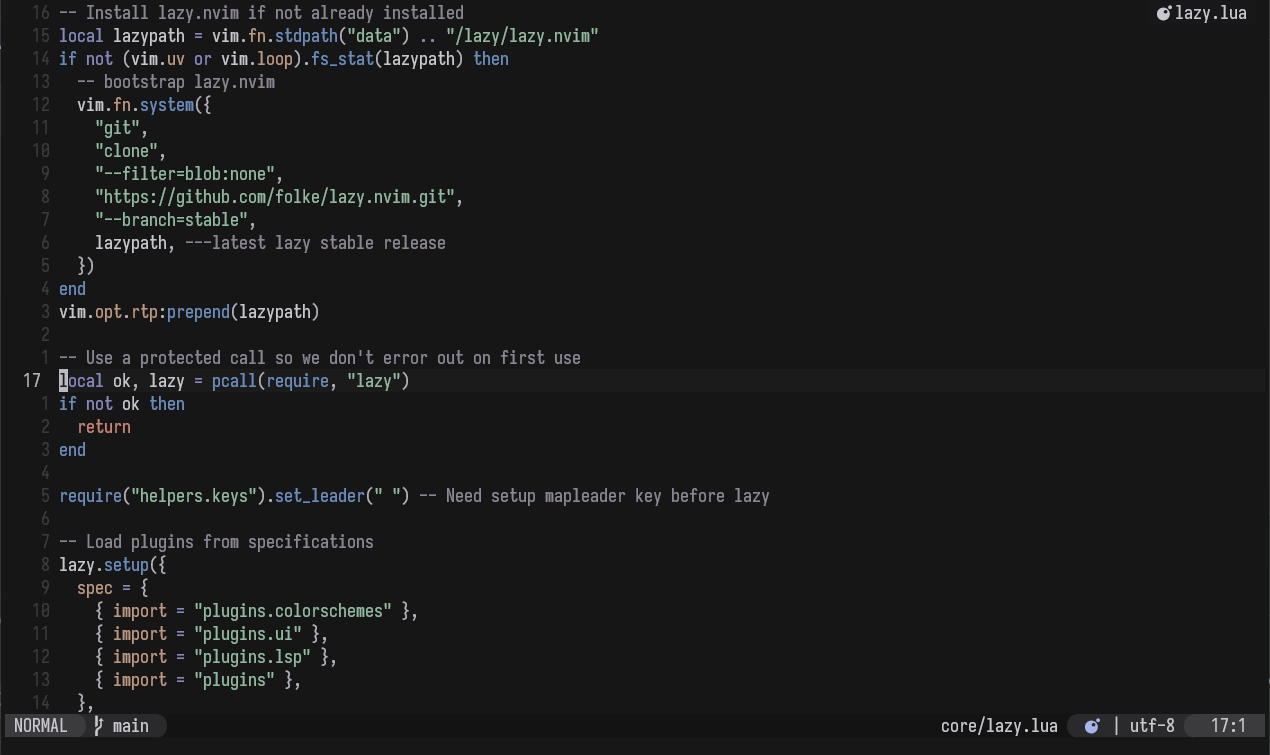 16 -- Install lazy.nvim if not already installed lazy.lua
15 local lazypath = vim.fn.stdpath("data") .. "/lazy/lazy.nvim"
14 if not (vim.uv or vim.loop).fs_stat(lazypath) then
13   -- bootstrap lazy.nvim
12   vim.fn.system({
11     "git",
10     "clone",
9     "--filter=blob:none",
8     "https://github.com/folke/lazy.nvim.git",
7     "--branch=stable",
6     lazypath, ---latest lazy stable release
5   })
4 end
3 vim.opt.rtp:prepend(lazypath)
2
1 -- Use a protected call so we don't error out on first use
17 local ok, lazy = pcall(require, "lazy")
1 if not ok then
2   return
3 end
4
5 require("helpers.keys").set_leader(" ") -- Need setup mapleader key before lazy
6
7 -- Load plugins from specifications
8 lazy.setup({
9   spec = {
10     { import = "plugins.colorschemes" },
11     { import = "plugins.ui" },
12     { import = "plugins.lsp" },
13     { import = "plugins" },
14   },
NORMAL main core/lazy.lua | utf-8 17:1